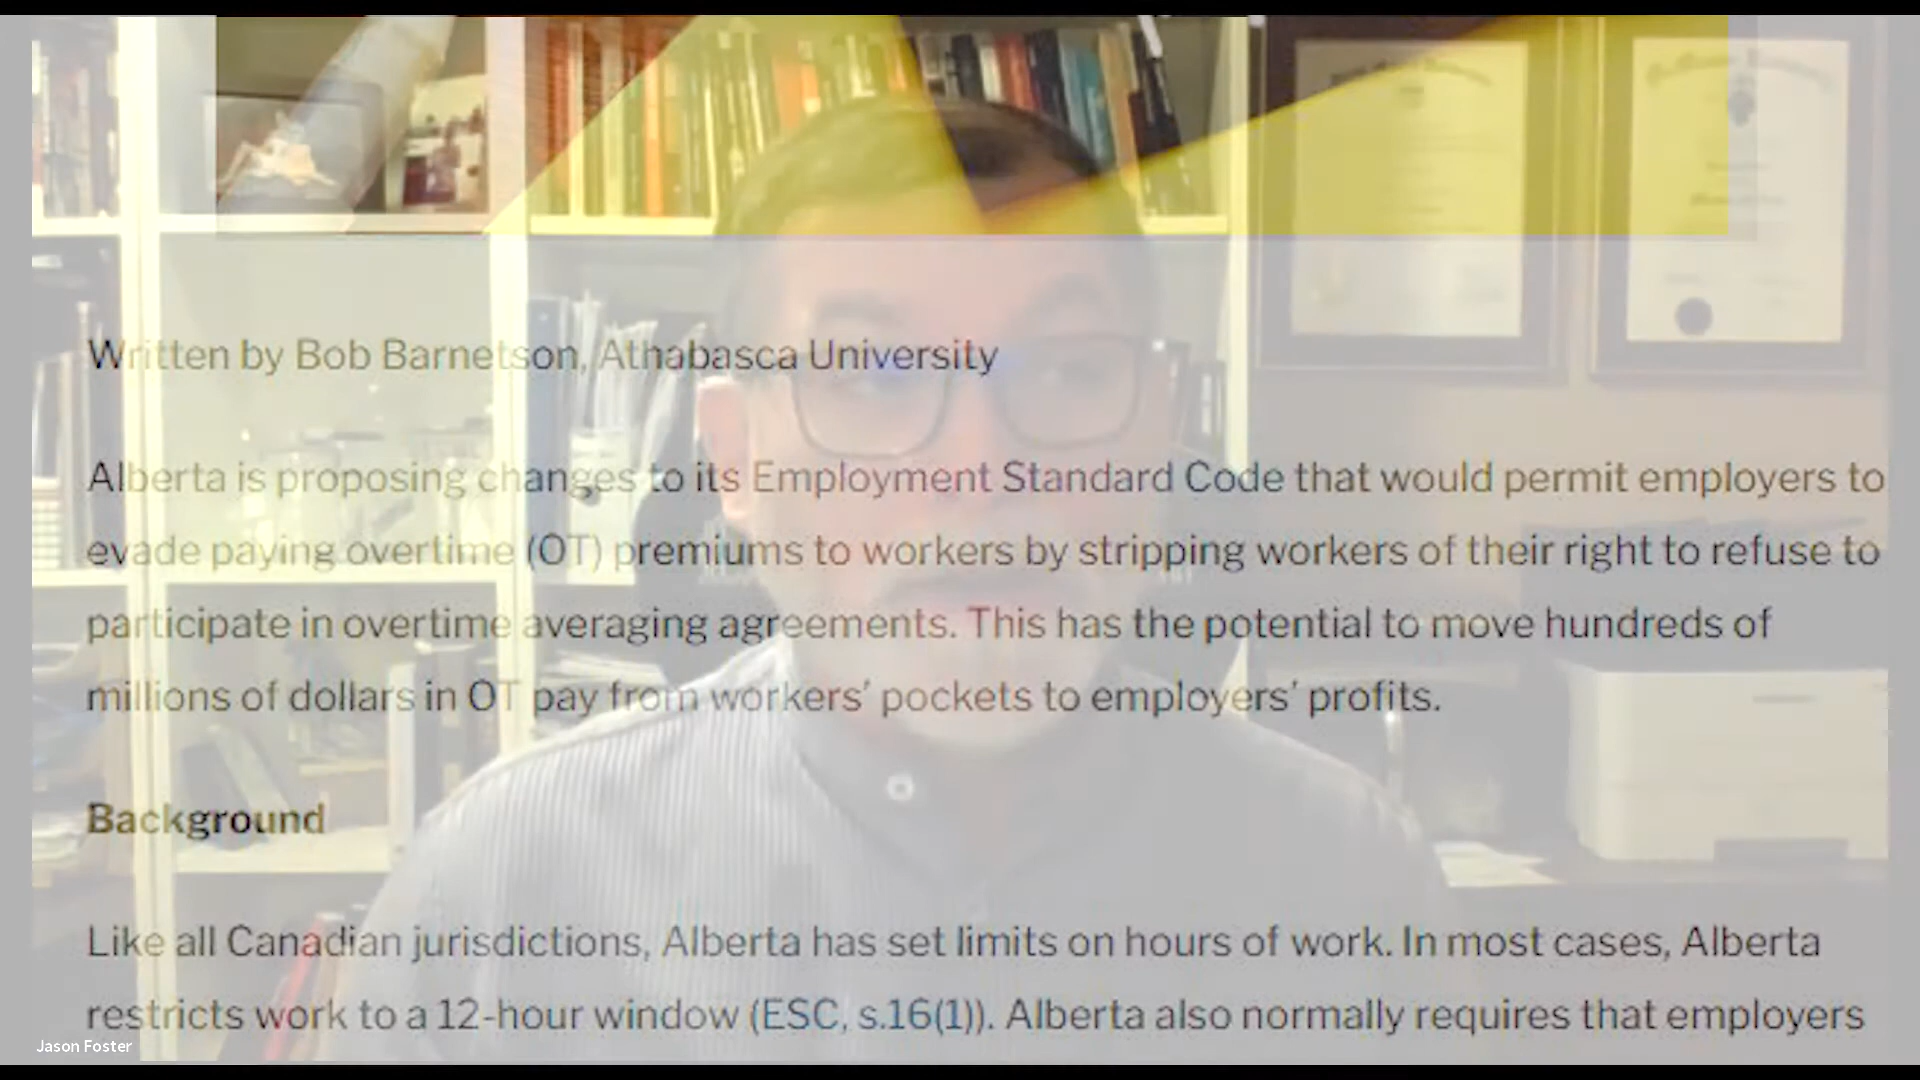 Written by Bob Barnetson, Athabasca University
Alberta is proposing changes to its Employment Standard Code that would permit employers to
evade paying overtime (OT) premiums to workers by stripping workers of their right to refuse to
participate in overtime averaging agreements. This has the potential to move hundreds of
millions of dollars in OT pay from workers’ pockets to employers’ profits.
Background
Like all Canadian jurisdictions, Alberta has set limits on hours of work. In most cases, Alberta
restricts work to a 12-hour window (ESC, s.16(1)). Alberta also normally requires that employers
Jason Foster